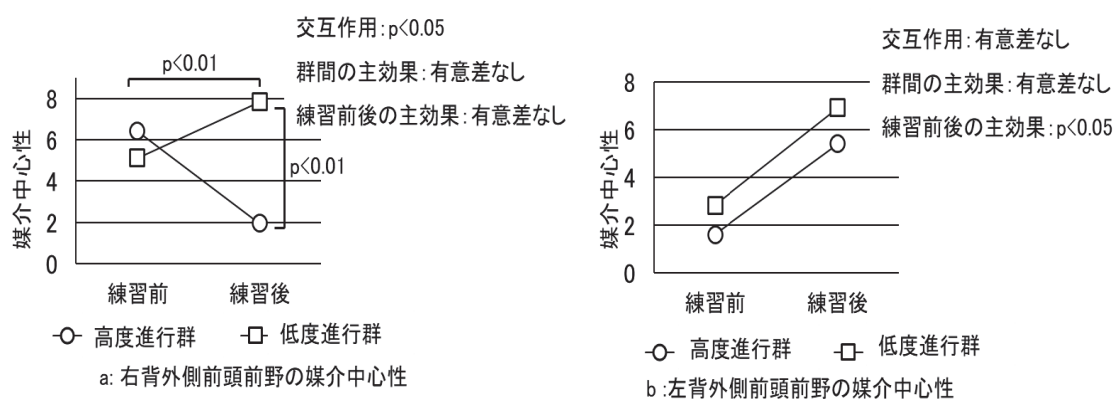 交互作用:p<0.05
群間の主効果:有意差なし
練習前後の主効果:有意差なし
p<0.01
p<0.01
媒介中心性
8
6
4
2
0
練習前 練習後
高度進行群 低度進行群
a: 右背外側前頭前野の媒介中心性
交互作用:有意差なし
群間の主効果:有意差なし
練習前後の主効果:p<0.05
媒介中心性
8
6
4
2
0
練習前 練習後
高度進行群 低度進行群
b :左背外側前頭前野の媒介中心性